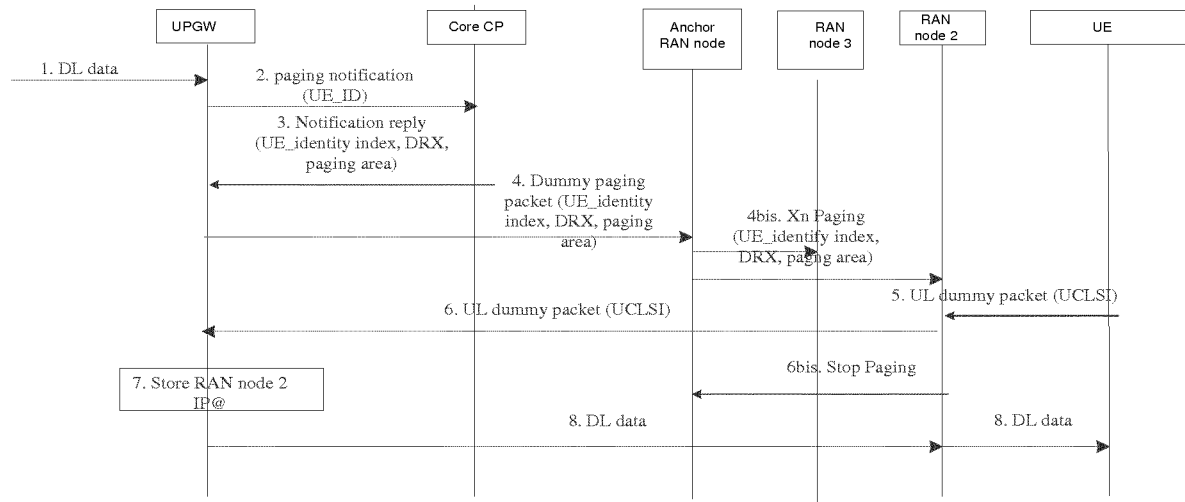 UPGW
Core CP
Anchor
RAN node
RAN
node 3
RAN
node 2
UE
1. DL data
2. paging notification
(UE_ID)
3. Notification reply
(UE_identity index, DRX,
paging area)
4. Dummy paging
packet (UE_identity
index, DRX, paging
area)
4bis. Xn Paging
(UE_identify index,
DRX, pagng area)
5. UL dummy packet (UCLSI)
6. UL dummy packet (UCLSI)
6bis. Stop Paging
7. Store RAN node 2
IP@
8. DL data
8. DL data